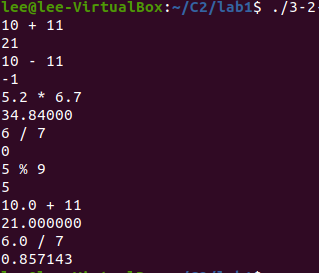 lee@lee-VirtualBox:~/C2/lab1$ ./3-2
10 + 11
21
10 - 11
-1
5.2 * 6.7
34.84000
6 / 7
0
5 % 9
5
10.0 + 11
21.000000
6.0 / 7
0.857143